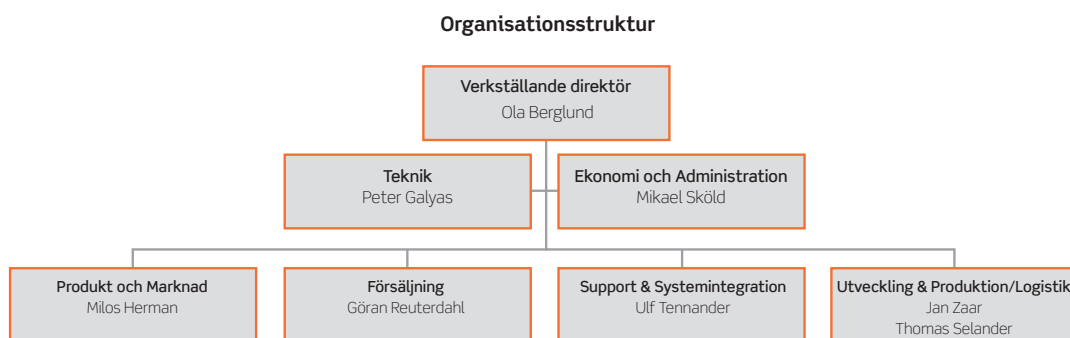 Organisationsstruktur
Verkställande direktör
Ola Berglund
Teknik
Peter Galyas
Ekonomi och Administration
Mikael Sköld
Produkt och Marknad
Milos Herman
Försäljning
Göran Reuterdahl
Support & Systemintegration
Ulf Tennander
Utveckling & Produktion/Logistik
Jan Zaar
Thomas Selander